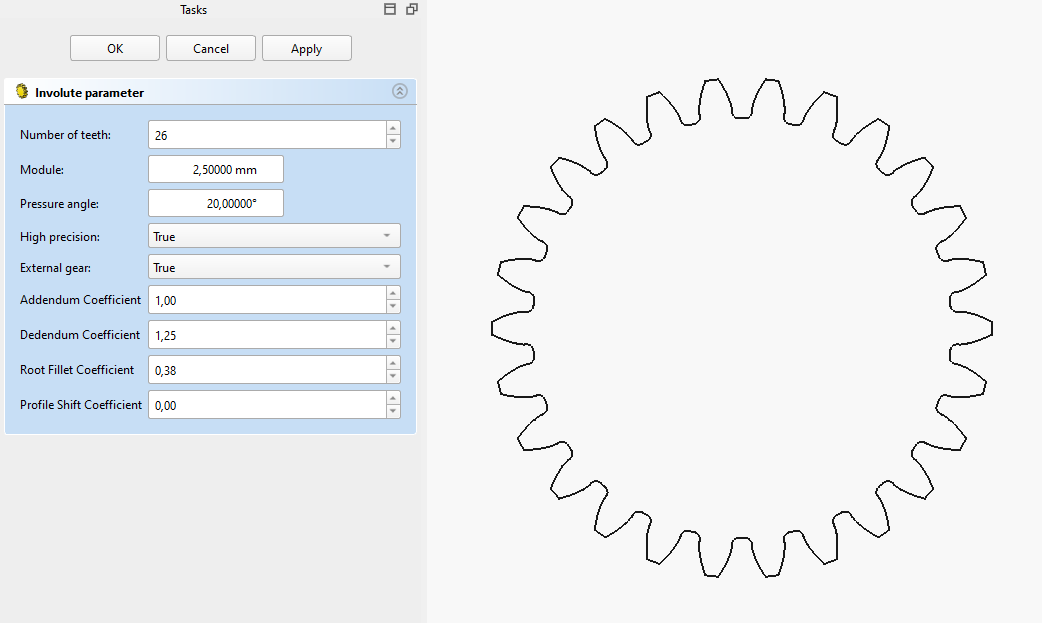 Tasks
OK Cancel Apply
Involute parameter
Number of teeth: 26
Module: 2,50000 mm
Pressure angle: 20,00000°
High precision: True
External gear: True
Addendum Coefficient 1,00
Dedendum Coefficient 1,25
Root Fillet Coefficient 0,38
Profile Shift Coefficient 0,00